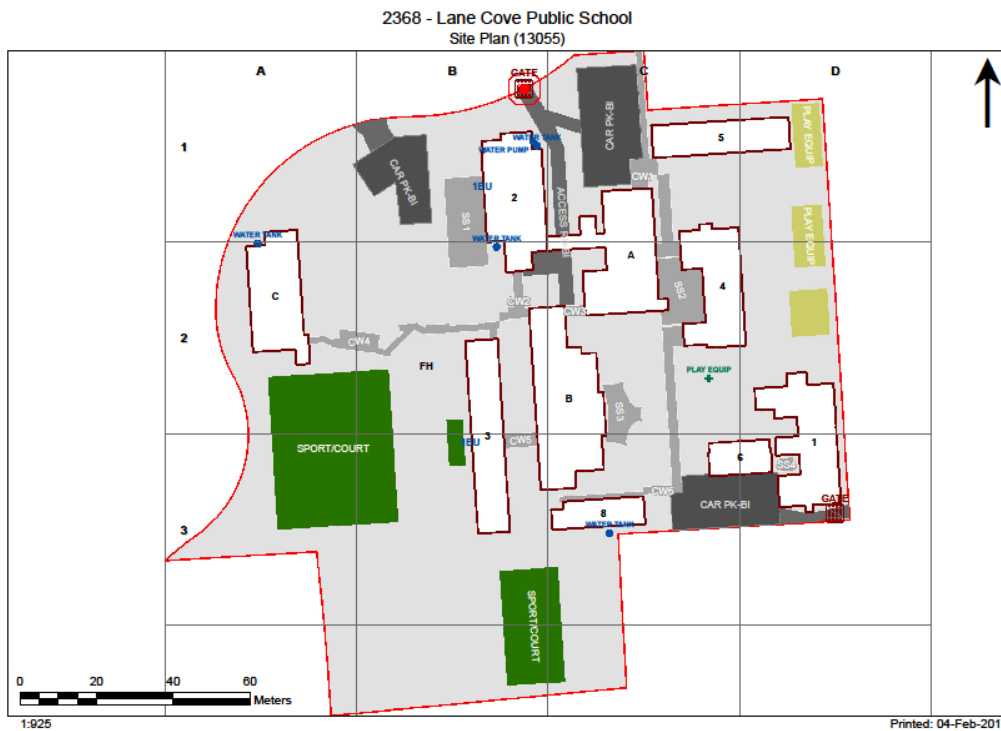 2368 - Lane Cove Public School
Site Plan (13055)
A
B
C
D
GATE
CAR PK-BI
PLAY EQUIP
5
1
WATER TANK
WATER PUMP
CAR PK-BI
CW1
1BU
2
SS1
WATER TANK
WATER TANK
PLAY EQUIP
A
4
C
SS2
CW2
CW3
2
CW4
FH
PLAY EQUIP
B
SS3
SPORT/COURT
1BU
3
CW5
1
6
SS4
CAR PK-BI
GATE
8
WATER TANK
3
SPORT/COURT
0 20 40 60
Meters
1:925
Printed: 04-Feb-201